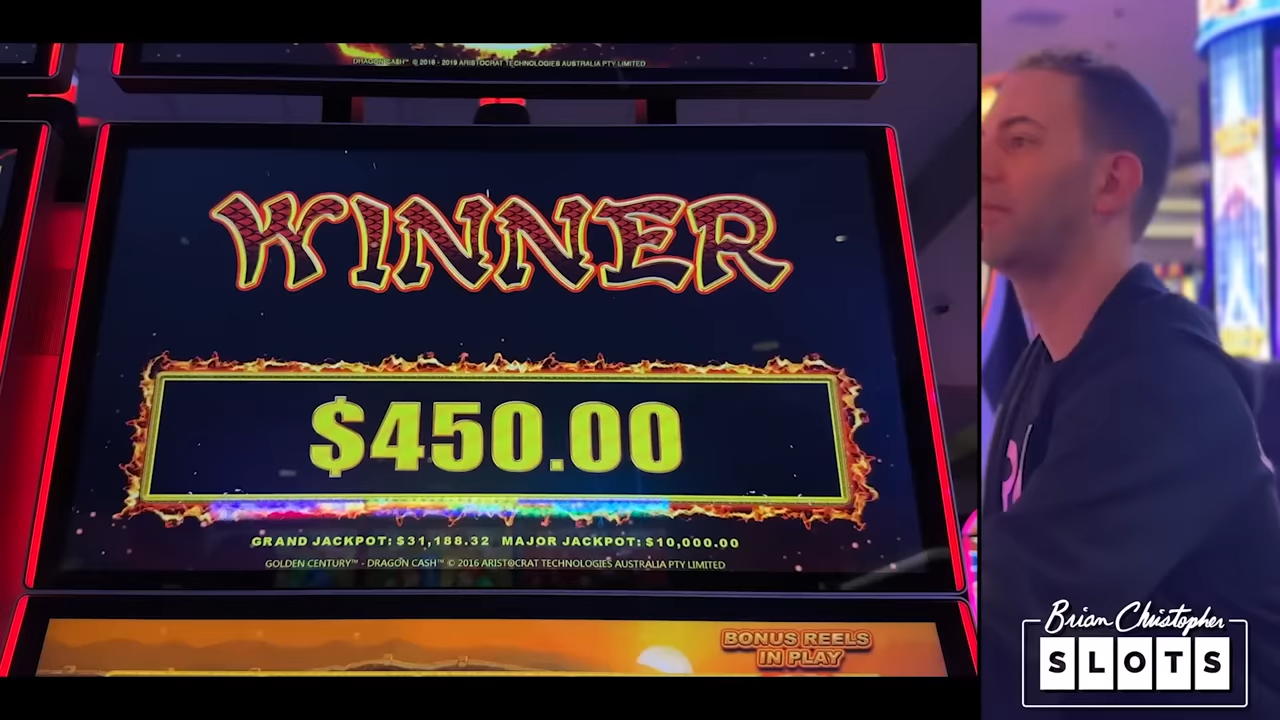 DRAGON CASH™ © 2016 - 2019 ARISTOCRAT TECHNOLOGIES AUSTRALIA PTY LIMITED
WINNER
$450.00
GRAND JACKPOT: $31,188.32 MAJOR JACKPOT: $10,000.00
GOLDEN CENTURY™ - DRAGON CASH™ © 2016 ARISTOCRAT TECHNOLOGIES AUSTRALIA PTY LIMITED
BONUS REELS
IN PLAY
Brian Christopher
SLOTS